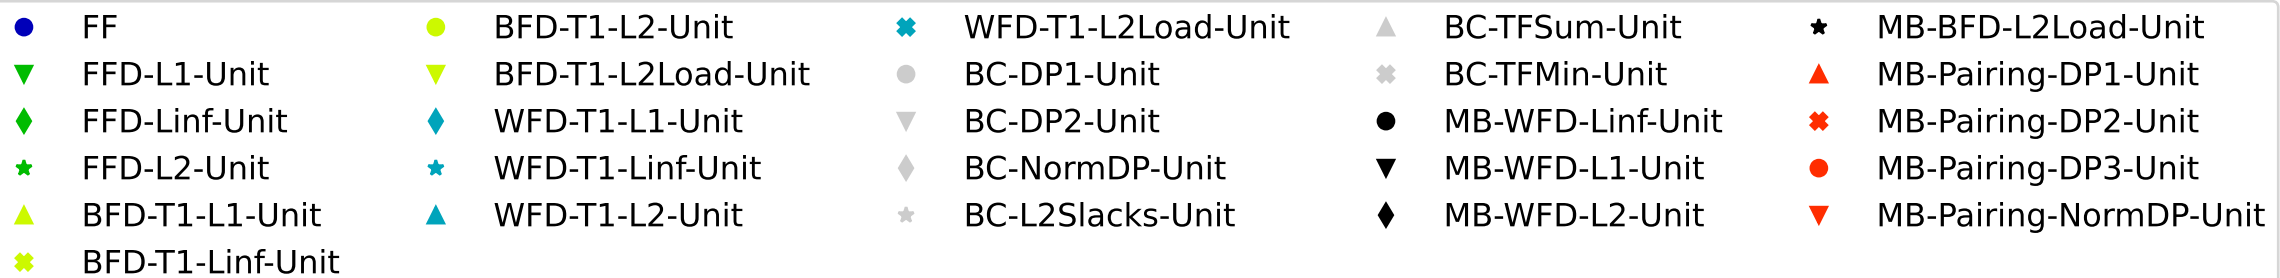 FF
FFD-L1-Unit
FFD-Linf-Unit
FFD-L2-Unit
BFD-T1-L1-Unit
BFD-T1-Linf-Unit
BFD-T1-L2-Unit
BFD-T1-L2Load-Unit
WFD-T1-L1-Unit
WFD-T1-Linf-Unit
WFD-T1-L2-Unit
WFD-T1-L2Load-Unit
BC-DP1-Unit
BC-DP2-Unit
BC-NormDP-Unit
BC-L2Slacks-Unit
BC-TFSum-Unit
BC-TFMin-Unit
MB-WFD-Linf-Unit
MB-WFD-L1-Unit
MB-WFD-L2-Unit
MB-BFD-L2Load-Unit
MB-Pairing-DP1-Unit
MB-Pairing-DP2-Unit
MB-Pairing-DP3-Unit
MB-Pairing-NormDP-Unit